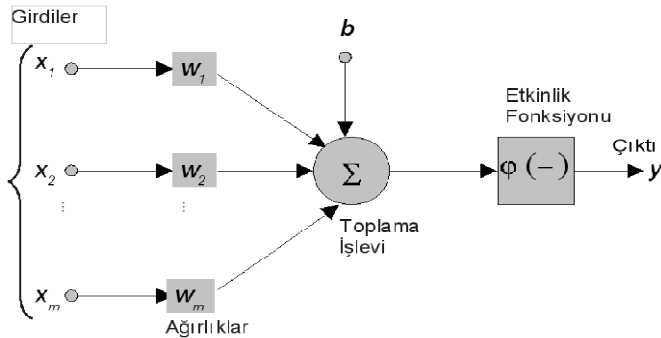 Girdiler
x1
w1
b
x2
w2
Σ
Etkinlik
Fonksiyonu
φ (−)
Çıktı
y
⋮
⋮
Toplama
İşlevi
xm
wm
Ağırlıklar